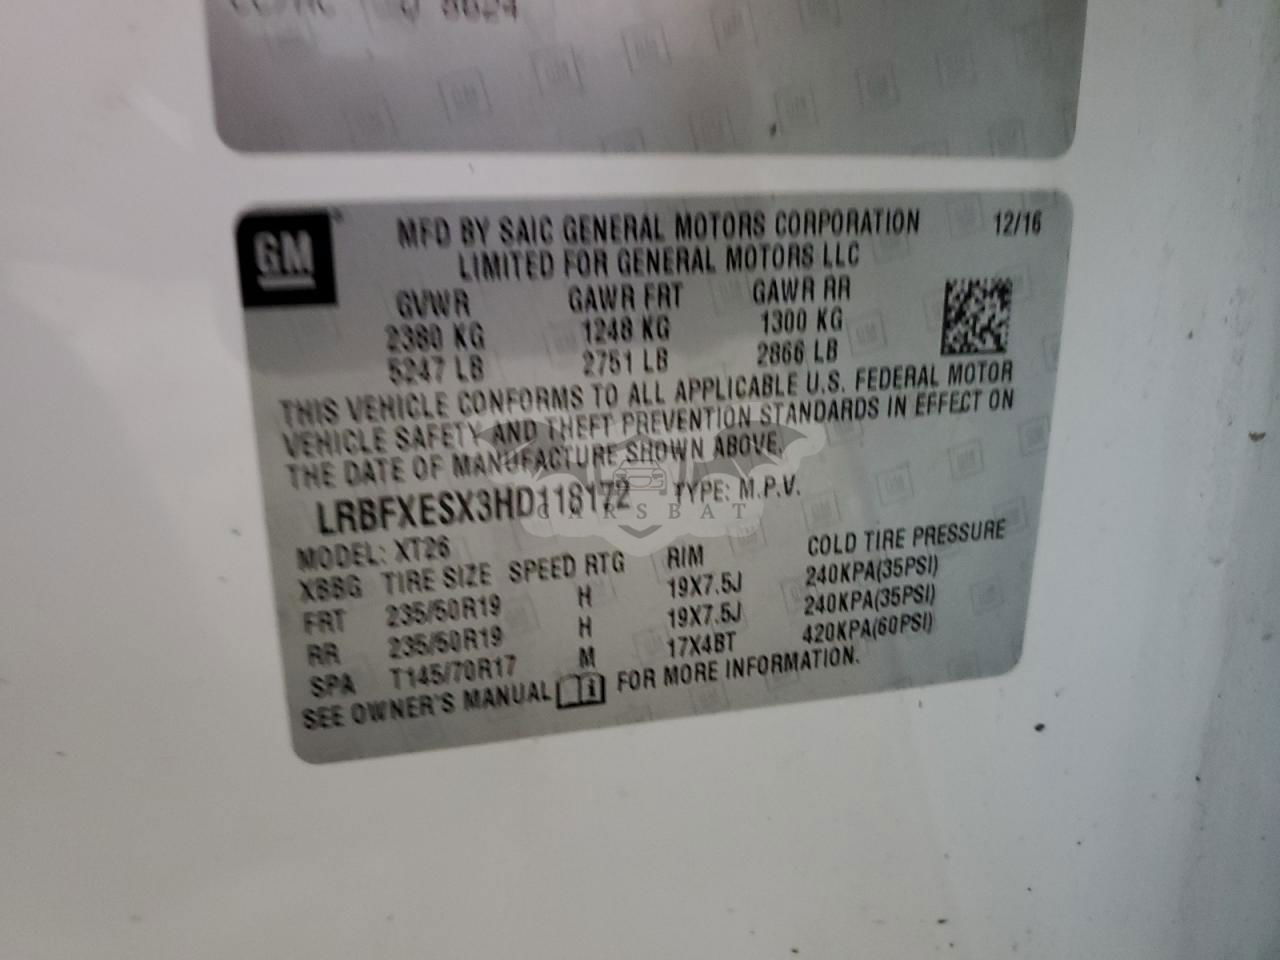 GM
MFD BY SAIC GENERAL MOTORS CORPORATION 12/16
LIMITED FOR GENERAL MOTORS LLC
GVWR GAWR FRT GAWR RR
2380 KG 1248 KG 1300 KG
5247 LB 2751 LB 2866 LB
THIS VEHICLE CONFORMS TO ALL APPLICABLE U.S. FEDERAL MOTOR
VEHICLE SAFETY AND THEFT PREVENTION STANDARDS IN EFFECT ON
THE DATE OF MANUFACTURE SHOWN ABOVE.
LRBFXESX3HD118172 TYPE: M.P.V.
CARSBAT
MODEL: XT26
XBBG TIRE SIZE SPEED RTG RIM COLD TIRE PRESSURE
FRT 235/50R19 H 19X7.5J 240KPA(35PSI)
RR 235/50R19 H 19X7.5J 240KPA(35PSI)
SPA T145/70R17 M 17X4BT 420KPA(60PSI)
SEE OWNER'S MANUAL FOR MORE INFORMATION.